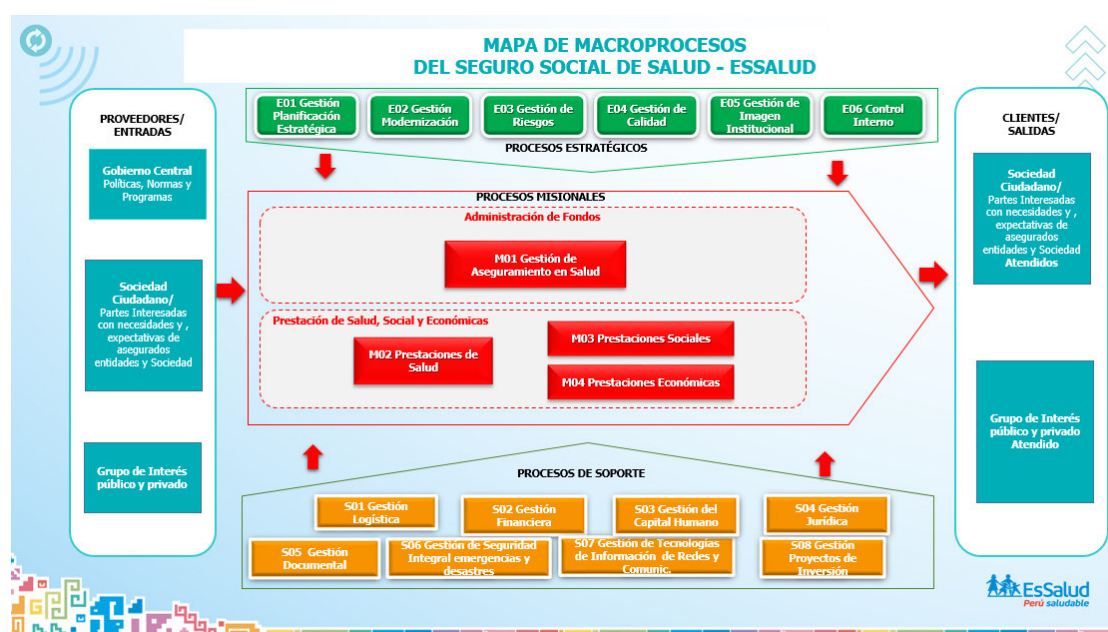 MAPA DE MACROPROCESOS
DEL SEGURO SOCIAL DE SALUD - ESSALUD
PROVEEDORES/
ENTRADAS
Gobierno Central
Políticas, Normas y
Programas
Sociedad
Ciudadano/
Partes Interesadas
con necesidades y ,
expectativas de
asegurados
entidades y Sociedad
Grupo de Interés
público y privado
E01 Gestión
Planificación
Estratégica
E02 Gestión
Modernización
E03 Gestión de
Riesgos
E04 Gestión de
Calidad
E05 Gestión de
Imagen
Institucional
E06 Control
Interno
PROCESOS ESTRATÉGICOS
PROCESOS MISIONALES
Administración de Fondos
M01 Gestión de
Aseguramiento en Salud
Prestación de Salud, Social y Económicas
M02 Prestaciones de
Salud
M03 Prestaciones Sociales
M04 Prestaciones Económicas
PROCESOS DE SOPORTE
S01 Gestión
Logística
S02 Gestión
Financiera
S03 Gestión del
Capital Humano
S04 Gestión
Jurídica
S05 Gestión
Documental
S06 Gestión de Seguridad
Integral emergencias y
desastres
S07 Gestión de Tecnologías
de Información de Redes y
Comunic.
S08 Gestión
Proyectos de
Inversión
CLIENTES/
SALIDAS
Sociedad
Ciudadano/
Partes Interesadas
con necesidades y ,
expectativas de
asegurados
entidades y Sociedad
Atendidos
Grupo de Interés
público y privado
Atendido
EsSalud
Perú saludable